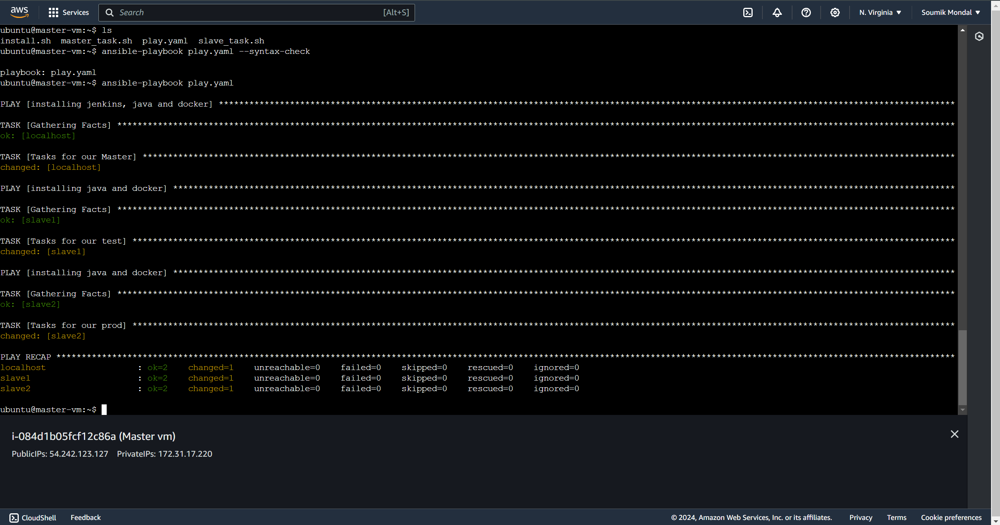 aws Services Search [Alt+S] N. Virginia Soumik Mondal
ubuntu@master-vm:~$ ls
install.sh  master_task.sh  play.yaml  slave_task.sh
ubuntu@master-vm:~$ ansible-playbook play.yaml --syntax-check
playbook: play.yaml
ubuntu@master-vm:~$ ansible-playbook play.yaml
PLAY [installing jenkins, java and docker] *************************************************************************************************************************************************
TASK [Gathering Facts] *********************************************************************************************************************************************************************
ok: [localhost]
TASK [Tasks for our Master] ****************************************************************************************************************************************************************
changed: [localhost]
PLAY [installing java and docker] **********************************************************************************************************************************************************
TASK [Gathering Facts] *********************************************************************************************************************************************************************
ok: [slave1]
TASK [Tasks for our test] ******************************************************************************************************************************************************************
changed: [slave1]
PLAY [installing java and docker] **********************************************************************************************************************************************************
TASK [Gathering Facts] *********************************************************************************************************************************************************************
ok: [slave2]
TASK [Tasks for our prod] ******************************************************************************************************************************************************************
changed: [slave2]
PLAY RECAP *********************************************************************************************************************************************************************************
localhost                  : ok=2    changed=1    unreachable=0    failed=0    skipped=0    rescued=0    ignored=0
slave1                     : ok=2    changed=1    unreachable=0    failed=0    skipped=0    rescued=0    ignored=0
slave2                     : ok=2    changed=1    unreachable=0    failed=0    skipped=0    rescued=0    ignored=0
ubuntu@master-vm:~$
i-084d1b05fcf12c86a (Master vm)
PublicIPs: 54.242.123.127 PrivateIPs: 172.31.17.220
CloudShell Feedback © 2024, Amazon Web Services, Inc. or its affiliates. Privacy Terms Cookie preferences